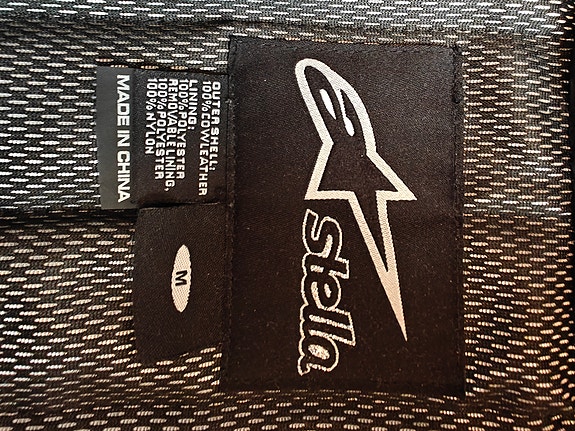 OUTER SHELL:
100% COWLEATHER
LINING:
100% POLYESTER
REMOVABLE LINING,
100% POLYESTER
100% NYLON
MADE IN CHINA
M
Stella